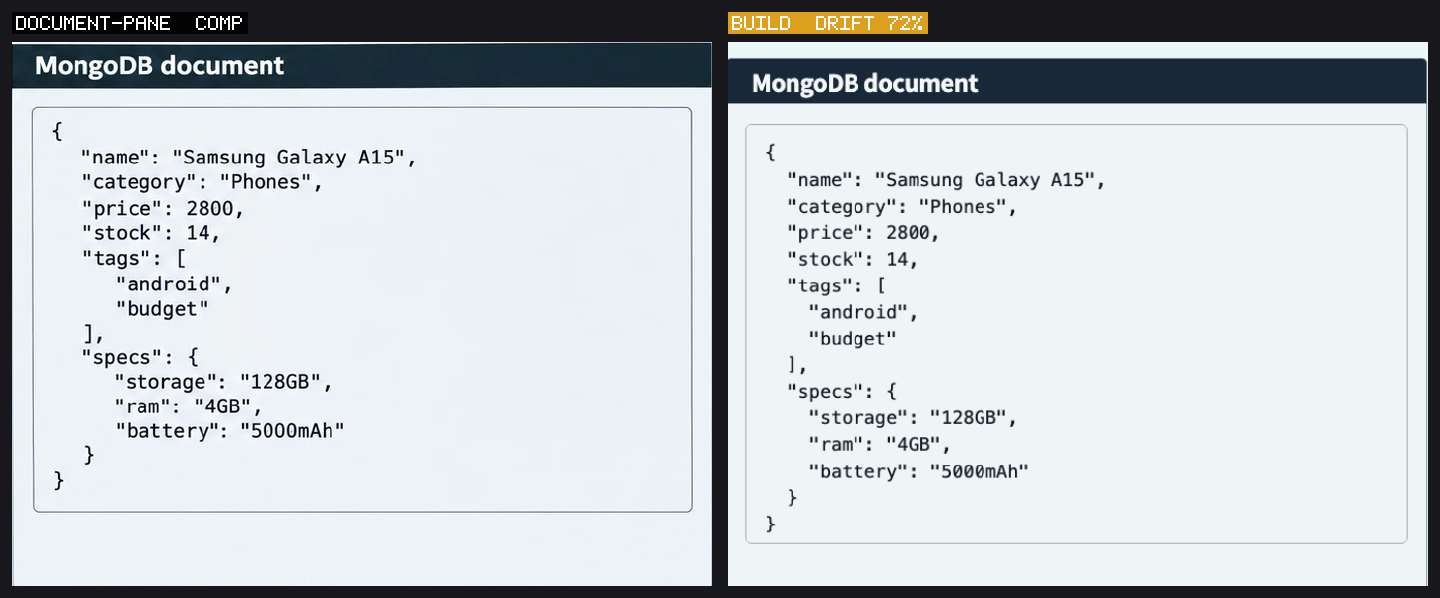 DOCUMENT-PANE COMP
MongoDB document
{
"name": "Samsung Galaxy A15",
"category": "Phones",
"price": 2800,
"stock": 14,
"tags": [
"android",
"budget"
],
"specs": {
"storage": "128GB",
"ram": "4GB",
"battery": "5000mAh"
}
}
BUILD DRIFT 72%
MongoDB document
{
"name": "Samsung Galaxy A15",
"category": "Phones",
"price": 2800,
"stock": 14,
"tags": [
"android",
"budget"
],
"specs": {
"storage": "128GB",
"ram": "4GB",
"battery": "5000mAh"
}
}